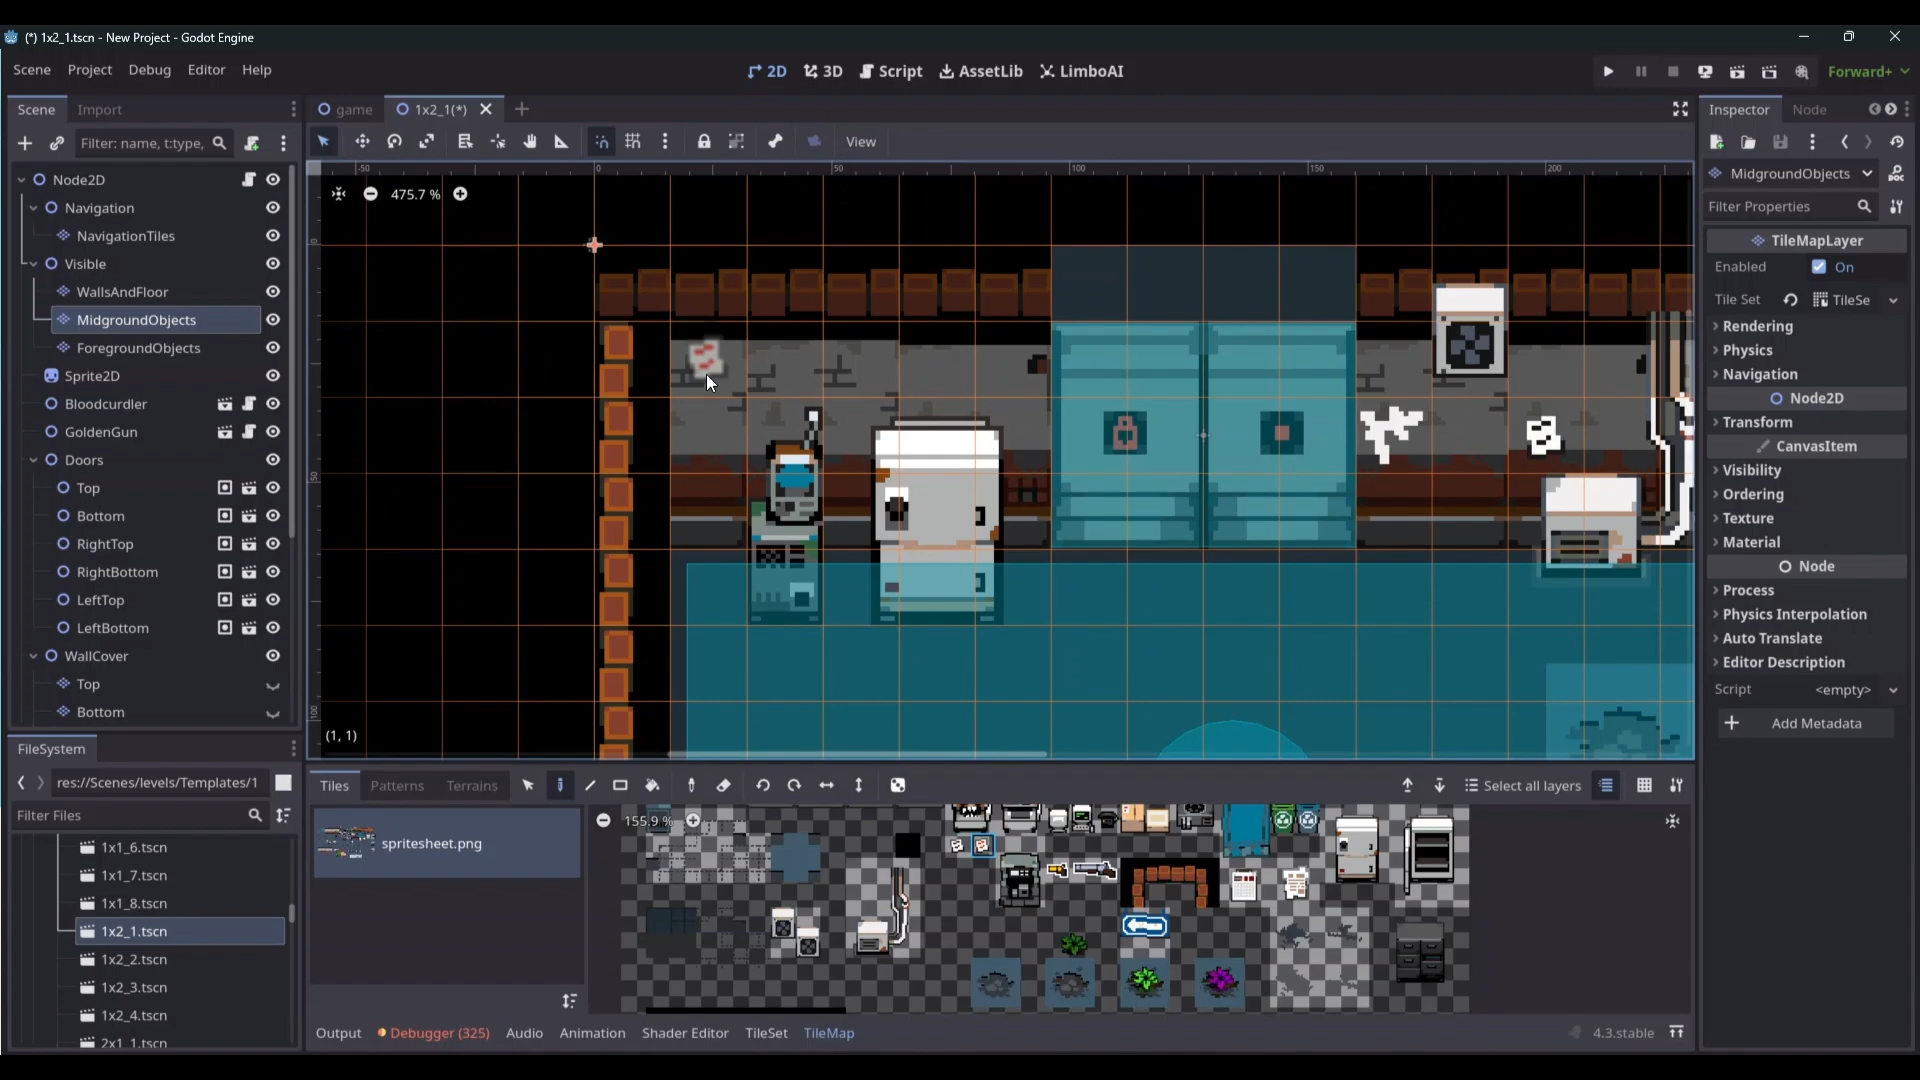 (*) 1x2_1.tscn - New Project - Godot Engine
Scene Project Debug Editor Help
2D 3D Script AssetLib LimboAI
Forward+
Scene Import
game 1x2_1(*)
Inspector Node
Filter: name, t:type,
View
MidgroundObjects
Filter Properties
475.7 %
-50 0 50 100 150 200
0
50
100
(1, 1)
Node2D
Navigation
NavigationTiles
Visible
WallsAndFloor
MidgroundObjects
ForegroundObjects
Sprite2D
Bloodcurdler
GoldenGun
Doors
Top
Bottom
RightTop
RightBottom
LeftTop
LeftBottom
WallCover
Top
Bottom
TileMapLayer
Enabled On
Tile Set TileSe
Rendering
Physics
Navigation
Node2D
Transform
CanvasItem
Visibility
Ordering
Texture
Material
Node
Process
Physics Interpolation
Auto Translate
Editor Description
Script <empty>
Add Metadata
FileSystem
res://Scenes/levels/Templates/1
Filter Files
1x1_6.tscn
1x1_7.tscn
1x1_8.tscn
1x2_1.tscn
1x2_2.tscn
1x2_3.tscn
1x2_4.tscn
2x1_1.tscn
Tiles Patterns Terrains
Select all layers
spritesheet.png
155.9 %
Output Debugger (325) Audio Animation Shader Editor TileSet TileMap
4.3.stable